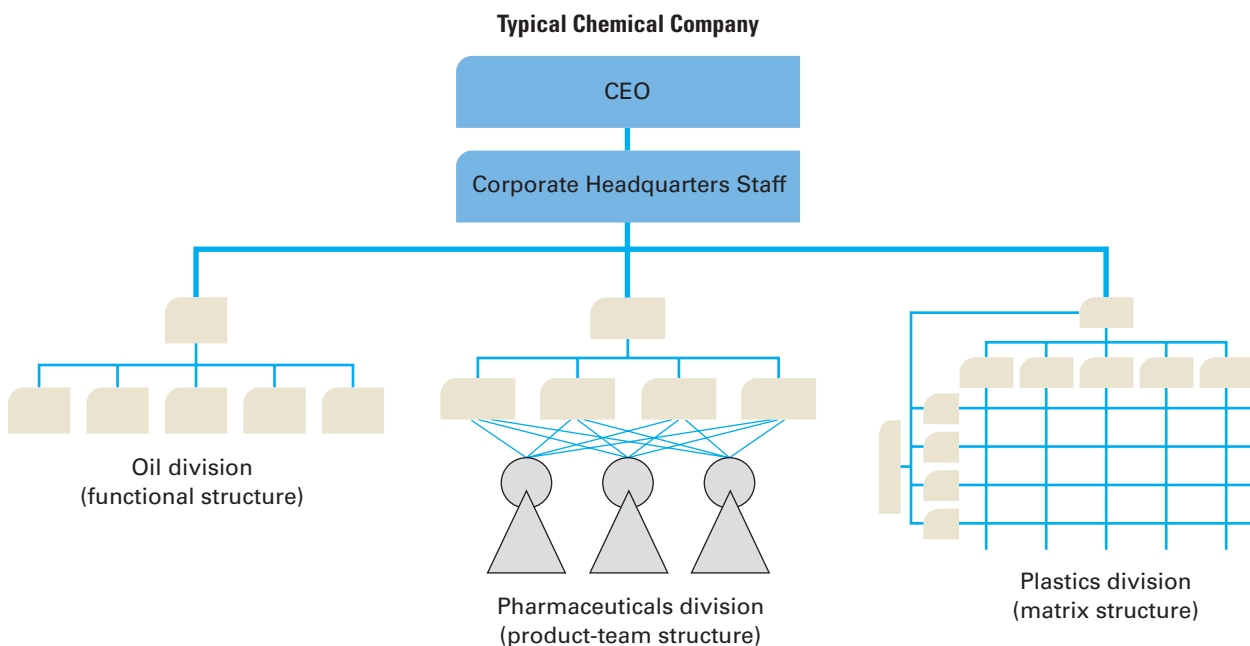 Typical Chemical Company
CEO
Corporate Headquarters Staff
Oil division
(functional structure)
Pharmaceuticals division
(product-team structure)
Plastics division
(matrix structure)